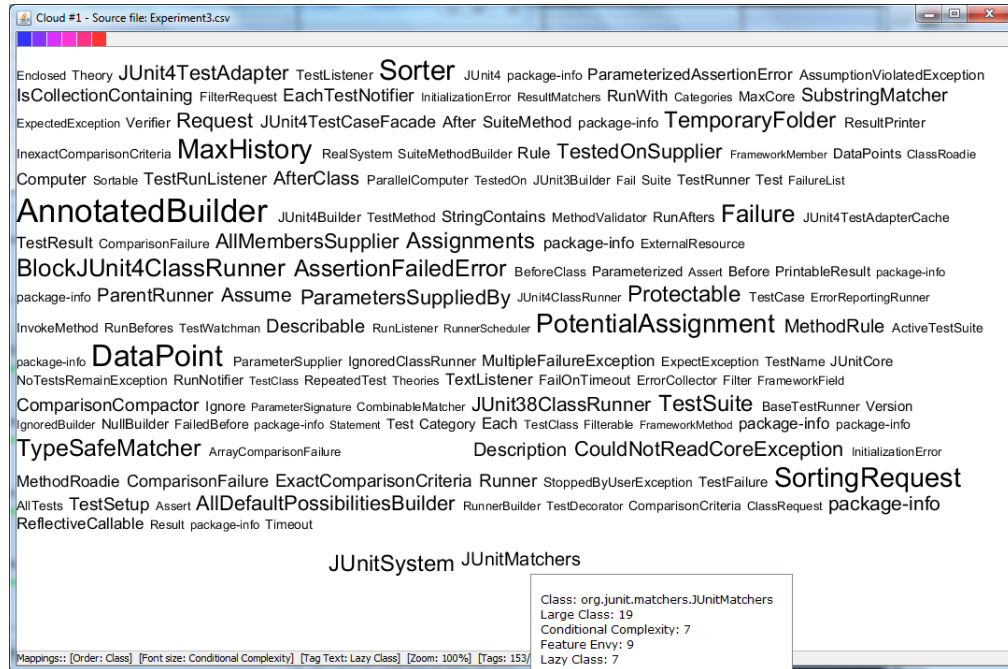 Cloud #1 - Source file: Experiment3.csv
Enclosed Theory JUnit4TestAdapter TestListener Sorter JUnit4 package-info ParameterizedAssertionError AssumptionViolatedException
IsCollectionContaining FilterRequest EachTestNotifier InitializationError ResultMatchers RunWith Categories MaxCore SubstringMatcher
ExpectedException Verifier Request JUnit4TestCaseFacade After SuiteMethod package-info TemporaryFolder ResultPrinter
InexactComparisonCriteria MaxHistory RealSystem SuiteMethodBuilder Rule TestedOnSupplier FrameworkMember DataPoints ClassRoadie
Computer Sortable TestRunListener AfterClass ParallelComputer TestedOn JUnit3Builder Fail Suite TestRunner Test FailureList
AnnotatedBuilder JUnit4Builder TestMethod StringContains MethodValidator RunAfters Failure JUnit4TestAdapterCache
TestResult ComparisonFailure AllMembersSupplier Assignments package-info ExternalResource
BlockJUnit4ClassRunner AssertionFailedError BeforeClass Parameterized Assert Before PrintableResult package-info
package-info ParentRunner Assume ParametersSuppliedBy JUnit4ClassRunner Protectable TestCase ErrorReportingRunner
InvokeMethod RunBefores TestWatchman Describable RunListener RunnerScheduler PotentialAssignment MethodRule ActiveTestSuite
package-info DataPoint ParameterSupplier IgnoredClassRunner MultipleFailureException ExpectException TestName JUnitCore
NoTestsRemainException RunNotifier TestClass RepeatedTest Theories TextListener FailOnTimeout ErrorCollector Filter FrameworkField
ComparisonCompactor Ignore ParameterSignature CombinableMatcher JUnit38ClassRunner TestSuite BaseTestRunner Version
IgnoredBuilder NullBuilder FailedBefore package-info Statement Test Category Each TestClass Filterable FrameworkMethod package-info package-info
TypeSafeMatcher ArrayComparisonFailure Description CouldNotReadCoreException InitializationError
MethodRoadie ComparisonFailure ExactComparisonCriteria Runner StoppedByUserException TestFailure SortingRequest
AllTests TestSetup Assert AllDefaultPossibilitiesBuilder RunnerBuilder TestDecorator ComparisonCriteria ClassRequest package-info
ReflectiveCallable Result package-info Timeout
JUnitSystem JUnitMatchers
Class: org.junit.matchers.JUnitMatchers
Large Class: 19
Conditional Complexity: 7
Feature Envy: 9
Lazy Class: 7
Mappings:: [Order: Class] [Font size: Conditional Complexity] [Tag Text: Lazy Class] [Zoom: 100%] [Tags: 153/